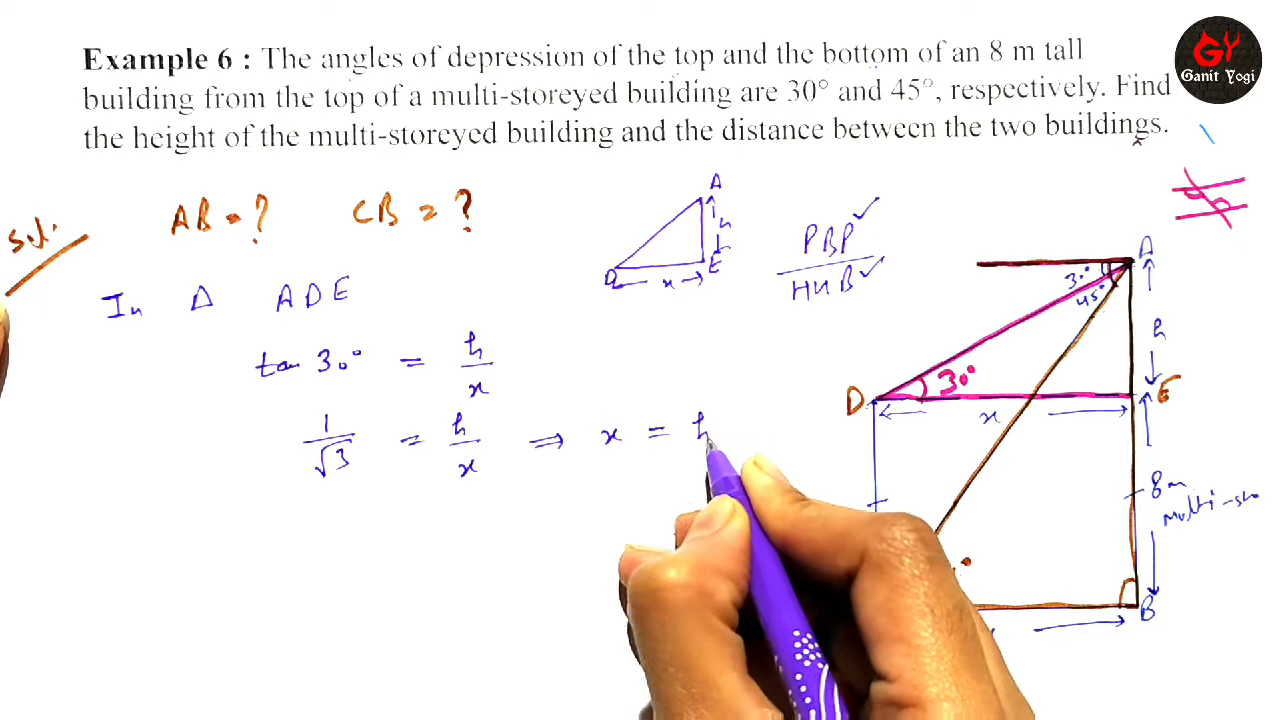 Example 6 : The angles of depression of the top and the bottom of an 8 m tall
building from the top of a multi-storeyed building are 30° and 45°, respectively. Find
the height of the multi-storeyed building and the distance between the two buildings.
GY
Ganit Yogi
Sol.
AB = ?
CB = ?
A
h
D
E
x
PBP
HHB
In Δ ADE
tan 30° = h/x
1/√3 = h/x ⇒ x = h
A
30°
45°
h
D
30°
E
x
8m
B